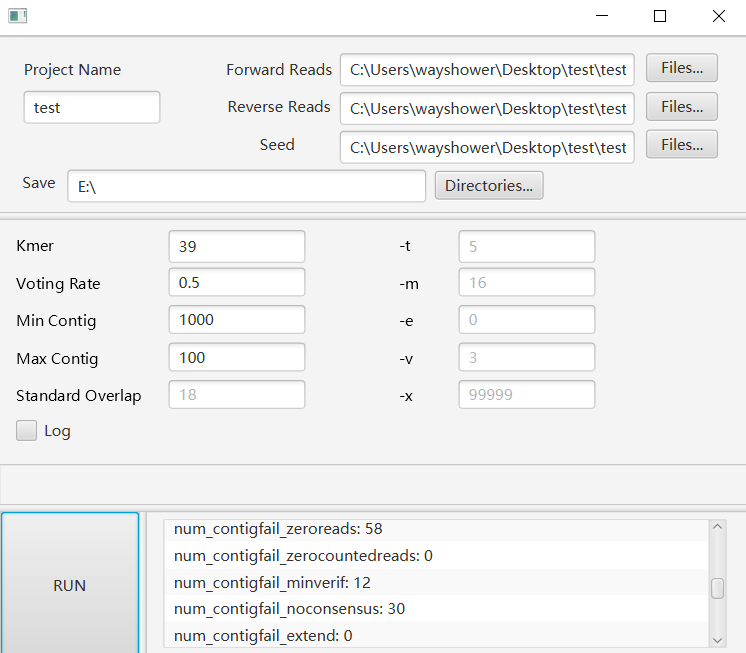 Project Name
Forward Reads C:\Users\wayshower\Desktop\test\test Files...
test
Reverse Reads C:\Users\wayshower\Desktop\test\test Files...
Seed C:\Users\wayshower\Desktop\test\test Files...
Save E:\ Directories...
Kmer 39 -t 5
Voting Rate 0.5 -m 16
Min Contig 1000 -e 0
Max Contig 100 -v 3
Standard Overlap 18 -x 99999
Log
RUN
num_contigfail_zeroreads: 58
num_contigfail_zerocountedreads: 0
num_contigfail_minverif: 12
num_contigfail_noconsensus: 30
num_contigfail_extend: 0